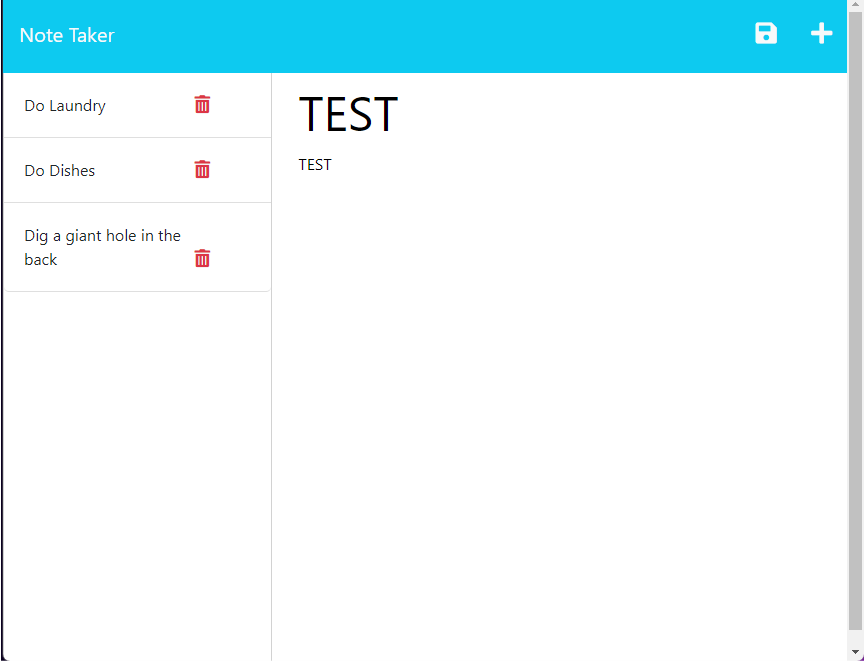 Note Taker
Do Laundry
Do Dishes
Dig a giant hole in the
back
TEST
TEST